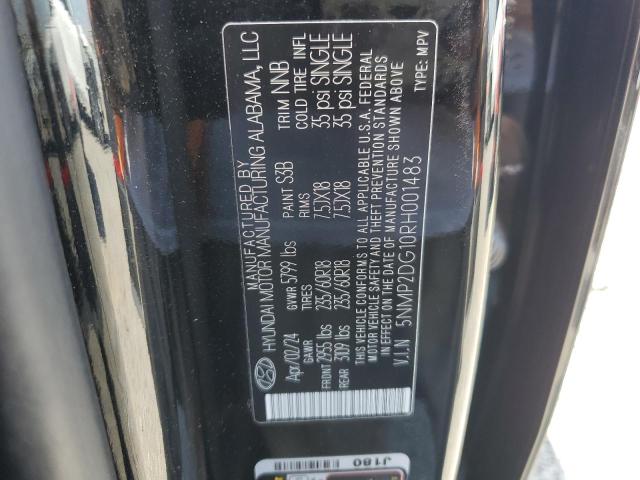 MANUFACTURED BY
HYUNDAI MOTOR MANUFACTURING ALABAMA, LLC
Apr/02/24 GVWR 5799 lbs PAINT S3B TRIM NNB
GAWR TIRES RIMS COLD TIRE INFL
FRONT 2955 lbs 235/60R18 7.5JX18 35 psi SINGLE
REAR 3109 lbs 235/60R18 7.5JX18 35 psi SINGLE
THIS VEHICLE CONFORMS TO ALL APPLICABLE U.S.A. FEDERAL
MOTOR VEHICLE SAFETY AND THEFT PREVENTION STANDARDS
IN EFFECT ON THE DATE OF MANUFACTURE SHOWN ABOVE
V.I.N 5NMP2DG10RH001483 TYPE: MPV
J180